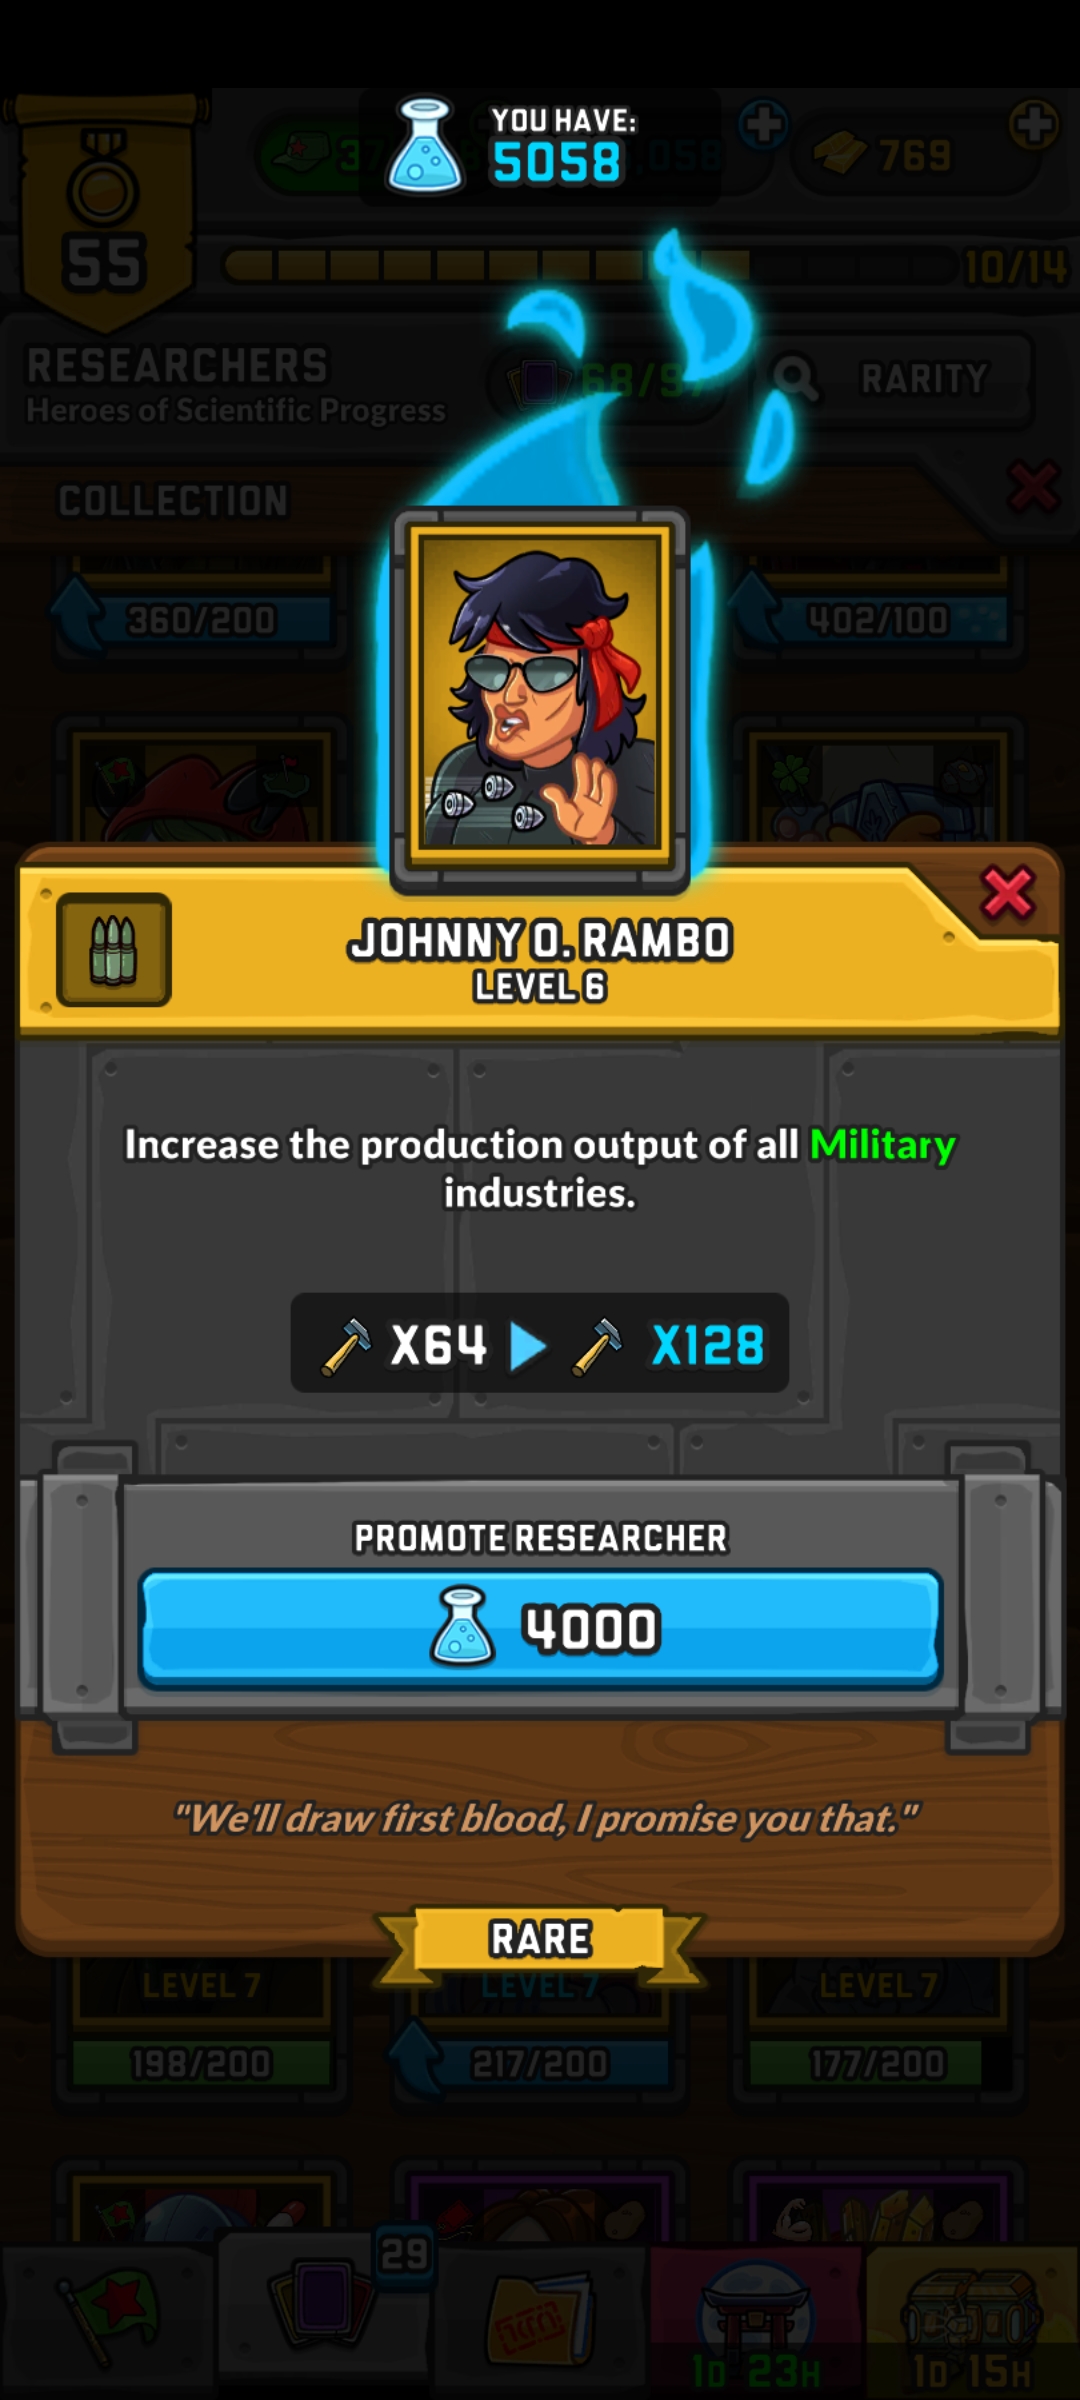 YOU HAVE:
5058
769
55
10/14
RESEARCHERS
Heroes of Scientific Progress
RARITY
COLLECTION
360/200
402/100
JOHNNY O. RAMBO
LEVEL 6
Increase the production output of all Military
industries.
X64 X128
PROMOTE RESEARCHER
4000
"We'll draw first blood, I promise you that."
RARE
LEVEL 7 LEVEL 7 LEVEL 7
198/200 217/200 177/200
29
1D 23H 1D 15H